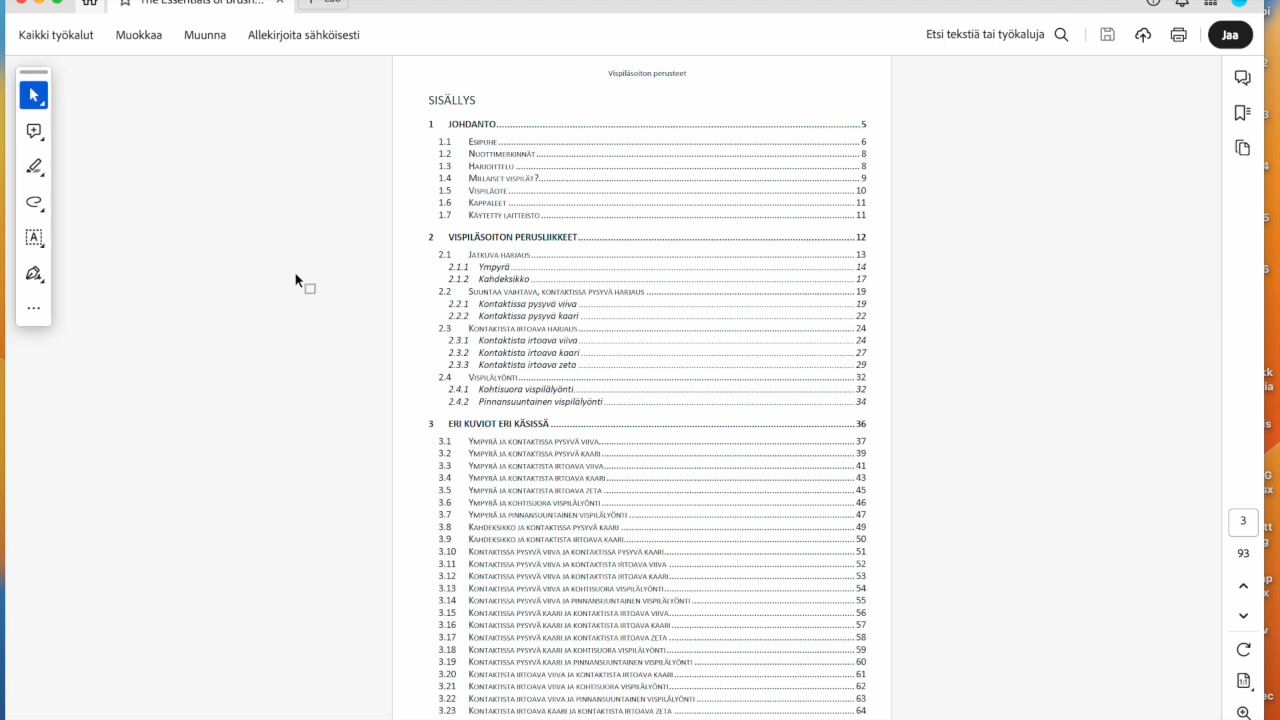 The Essentials of Brush...
Kaikki työkalut Muokkaa Muunna Allekirjoita sähköisesti Etsi tekstiä tai työkaluja Jaa
Vispiläsoiton perusteet
SISÄLLYS
1 JOHDANTO 5
1.1 ESIPUHE 6
1.2 NUOTTIMERKINNÄT 8
1.3 HARJOITTELU 8
1.4 MILLAISET VISPILÄT? 9
1.5 VISPILÄOTE 10
1.6 KAPPALEET 11
1.7 KÄYTETTY LAITTEISTO 11
2 VISPILÄSOITON PERUSLIIKKEET 12
2.1 JATKUVA HARJAUS 13
2.1.1 Ympyrä 14
2.1.2 Kahdeksikko 17
2.2 SUUNTAA VAIHTAVA, KONTAKTISSA PYSYVÄ HARJAUS 19
2.2.1 Kontaktissa pysyvä viiva 19
2.2.2 Kontaktissa pysyvä kaari 22
2.3 KONTAKTISTA IRTOAVA HARJAUS 24
2.3.1 Kontaktista irtoava viiva 24
2.3.2 Kontaktista irtoava kaari 27
2.3.3 Kontaktista irtoava zeta 29
2.4 VISPILÄLYÖNTI 32
2.4.1 Kohtisuora vispilälyönti 32
2.4.2 Pinnansuuntainen vispilälyönti 34
3 ERI KUVIOT ERI KÄSISSÄ 36
3.1 YMPYRÄ JA KONTAKTISSA PYSYVÄ VIIVA 37
3.2 YMPYRÄ JA KONTAKTISSA PYSYVÄ KAARI 39
3.3 YMPYRÄ JA KONTAKTISTA IRTOAVA VIIVA 41
3.4 YMPYRÄ JA KONTAKTISTA IRTOAVA KAARI 43
3.5 YMPYRÄ JA KONTAKTISTA IRTOAVA ZETA 45
3.6 YMPYRÄ JA KOHTISUORA VISPILÄLYÖNTI 46
3.7 YMPYRÄ JA PINNANSUUNTAINEN VISPILÄLYÖNTI 47
3.8 KAHDEKSIKKO JA KONTAKTISSA PYSYVÄ KAARI 49
3.9 KAHDEKSIKKO JA KONTAKTISTA IRTOAVA KAARI 50
3.10 KONTAKTISSA PYSYVÄ VIIVA JA KONTAKTISSA PYSYVÄ KAARI 51
3.11 KONTAKTISSA PYSYVÄ VIIVA JA KONTAKTISTA IRTOAVA VIIVA 52
3.12 KONTAKTISSA PYSYVÄ VIIVA JA KONTAKTISTA IRTOAVA KAARI 53
3.13 KONTAKTISSA PYSYVÄ VIIVA JA KOHTISUORA VISPILÄLYÖNTI 54
3.14 KONTAKTISSA PYSYVÄ VIIVA JA PINNANSUUNTAINEN VISPILÄLYÖNTI 55
3.15 KONTAKTISSA PYSYVÄ KAARI JA KONTAKTISTA IRTOAVA VIIVA 56
3.16 KONTAKTISSA PYSYVÄ KAARI JA KONTAKTISTA IRTOAVA KAARI 57
3.17 KONTAKTISSA PYSYVÄ KAARI JA KONTAKTISTA IRTOAVA ZETA 58
3.18 KONTAKTISSA PYSYVÄ KAARI JA KOHTISUORA VISPILÄLYÖNTI 59
3.19 KONTAKTISSA PYSYVÄ KAARI JA PINNANSUUNTAINEN VISPILÄLYÖNTI 60
3.20 KONTAKTISTA IRTOAVA VIIVA JA KONTAKTISTA IRTOAVA KAARI 61
3.21 KONTAKTISTA IRTOAVA VIIVA JA KOHTISUORA VISPILÄLYÖNTI 62
3.22 KONTAKTISTA IRTOAVA VIIVA JA PINNANSUUNTAINEN VISPILÄLYÖNTI 63
3.23 KONTAKTISTA IRTOAVA KAARI JA KONTAKTISTA IRTOAVA ZETA 64
3
93